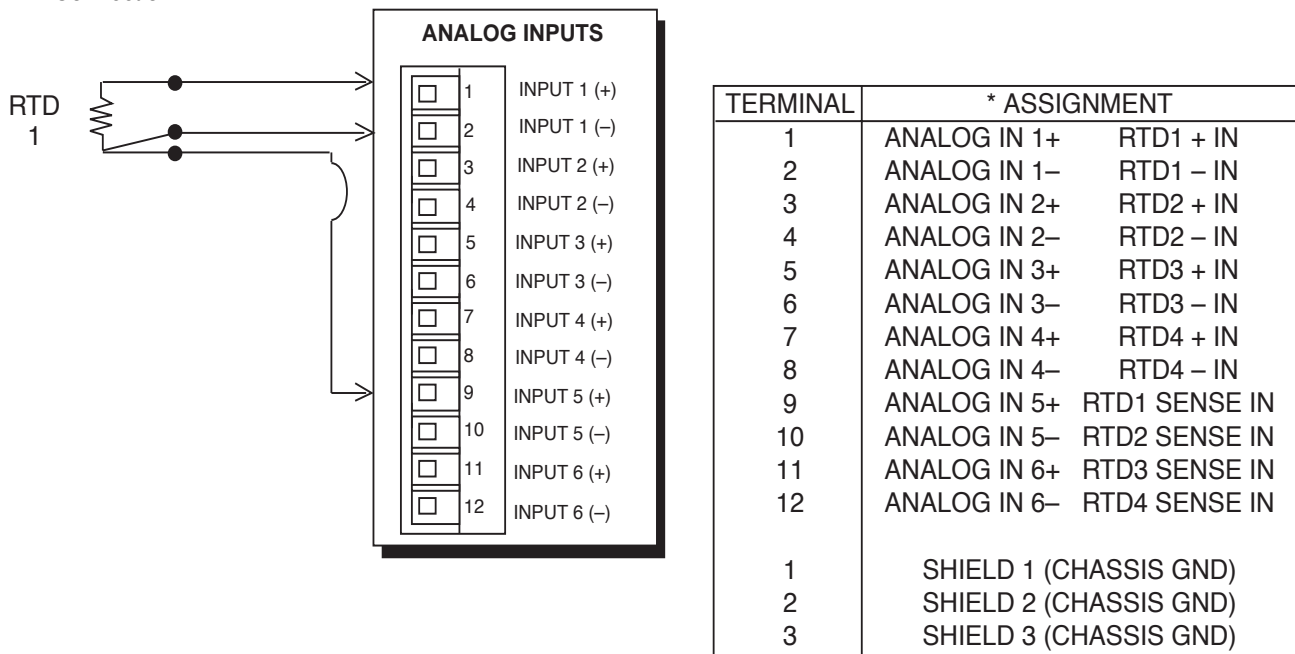 ANALOG INPUTS
RTD
1
1 INPUT 1 (+)
2 INPUT 1 (–)
3 INPUT 2 (+)
4 INPUT 2 (–)
5 INPUT 3 (+)
6 INPUT 3 (–)
7 INPUT 4 (+)
8 INPUT 4 (–)
9 INPUT 5 (+)
10 INPUT 5 (–)
11 INPUT 6 (+)
12 INPUT 6 (–)
TERMINAL * ASSIGNMENT
1 ANALOG IN 1+ RTD1 + IN
2 ANALOG IN 1– RTD1 – IN
3 ANALOG IN 2+ RTD2 + IN
4 ANALOG IN 2– RTD2 – IN
5 ANALOG IN 3+ RTD3 + IN
6 ANALOG IN 3– RTD3 – IN
7 ANALOG IN 4+ RTD4 + IN
8 ANALOG IN 4– RTD4 – IN
9 ANALOG IN 5+ RTD1 SENSE IN
10 ANALOG IN 5– RTD2 SENSE IN
11 ANALOG IN 6+ RTD3 SENSE IN
12 ANALOG IN 6– RTD4 SENSE IN
1 SHIELD 1 (CHASSIS GND)
2 SHIELD 2 (CHASSIS GND)
3 SHIELD 3 (CHASSIS GND)